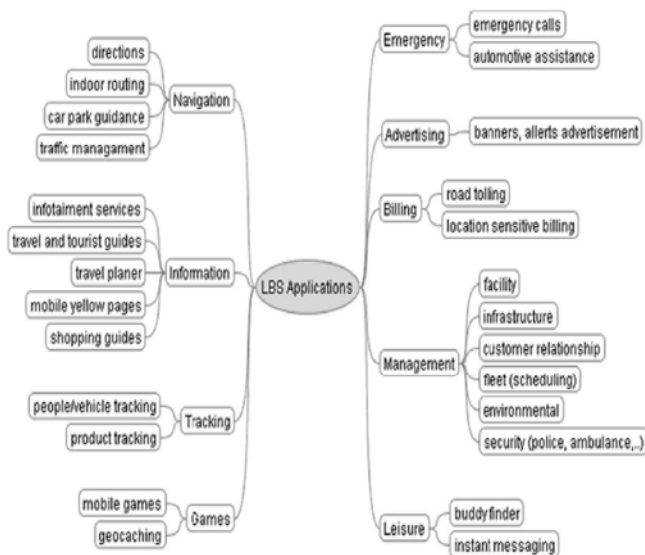 directions
indoor routing
car park guidance
traffic managament
Navigation
infotaiment services
travel and tourist guides
travel planer
mobile yellow pages
shopping guides
Information
people/vehicle tracking
product tracking
Tracking
mobile games
geocaching
Games
LBS Applications
Emergency
emergency calls
automotive assistance
Advertising
banners, allerts advertisement
Billing
road tolling
location sensitive billing
Management
facility
infrastructure
customer relationship
fleet (scheduling)
environmental
security (police, ambulance,..)
Leisure
buddyfinder
instant messaging